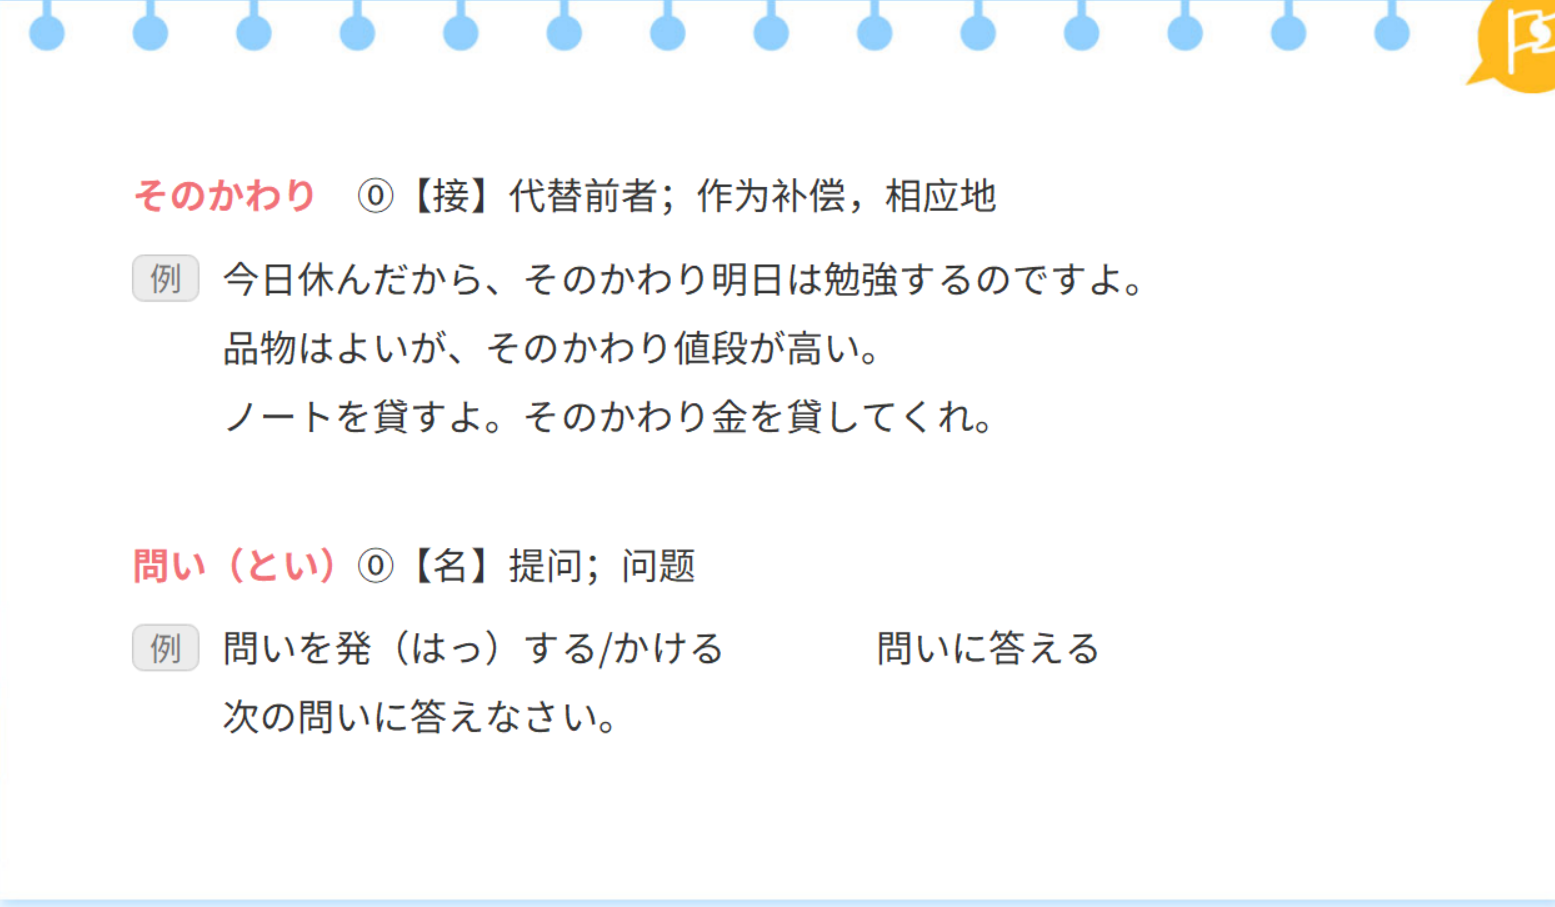 そのかわり ⓪【接】代替前者；作为补偿，相应地
例 今日休んだから、そのかわり明日は勉強するのですよ。
品物はよいが、そのかわり値段が高い。
ノートを貸すよ。そのかわり金を貸してくれ。
問い（とい）⓪【名】提问；问题
例 問いを発（はっ）する/かける 問いに答える
次の問いに答えなさい。